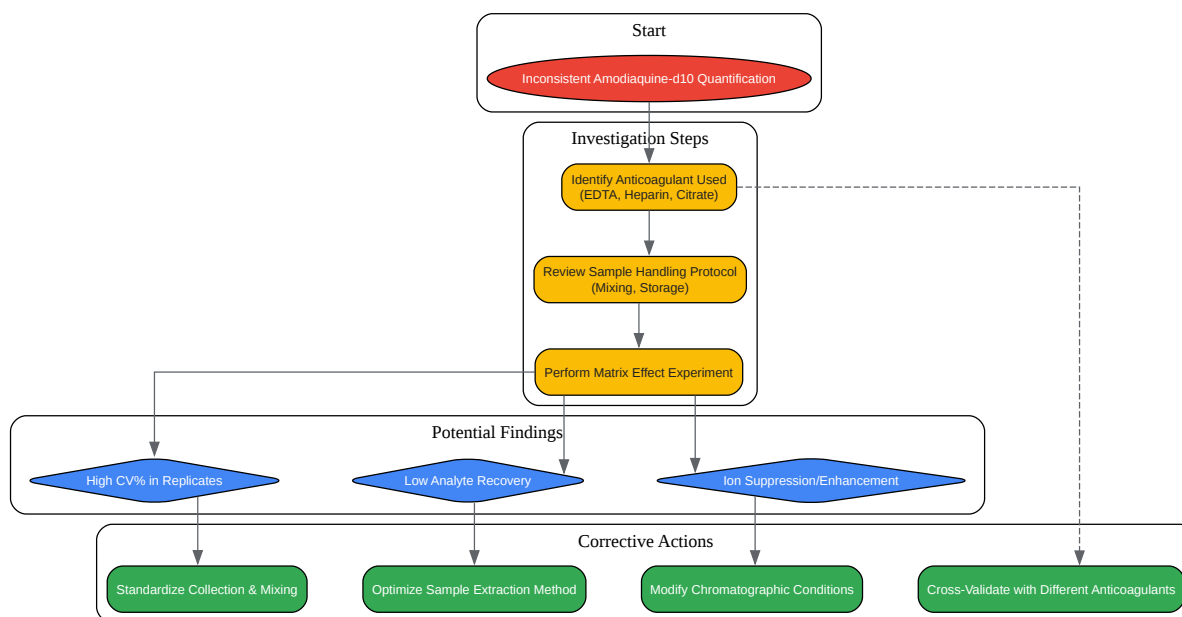 Start
Inconsistent Amodiaquine-d10 Quantification
Investigation Steps
Identify Anticoagulant Used
(EDTA, Heparin, Citrate)
Review Sample Handling Protocol
(Mixing, Storage)
Perform Matrix Effect Experiment
Potential Findings
High CV% in Replicates
Low Analyte Recovery
Ion Suppression/Enhancement
Corrective Actions
Standardize Collection & Mixing
Optimize Sample Extraction Method
Modify Chromatographic Conditions
Cross-Validate with Different Anticoagulants